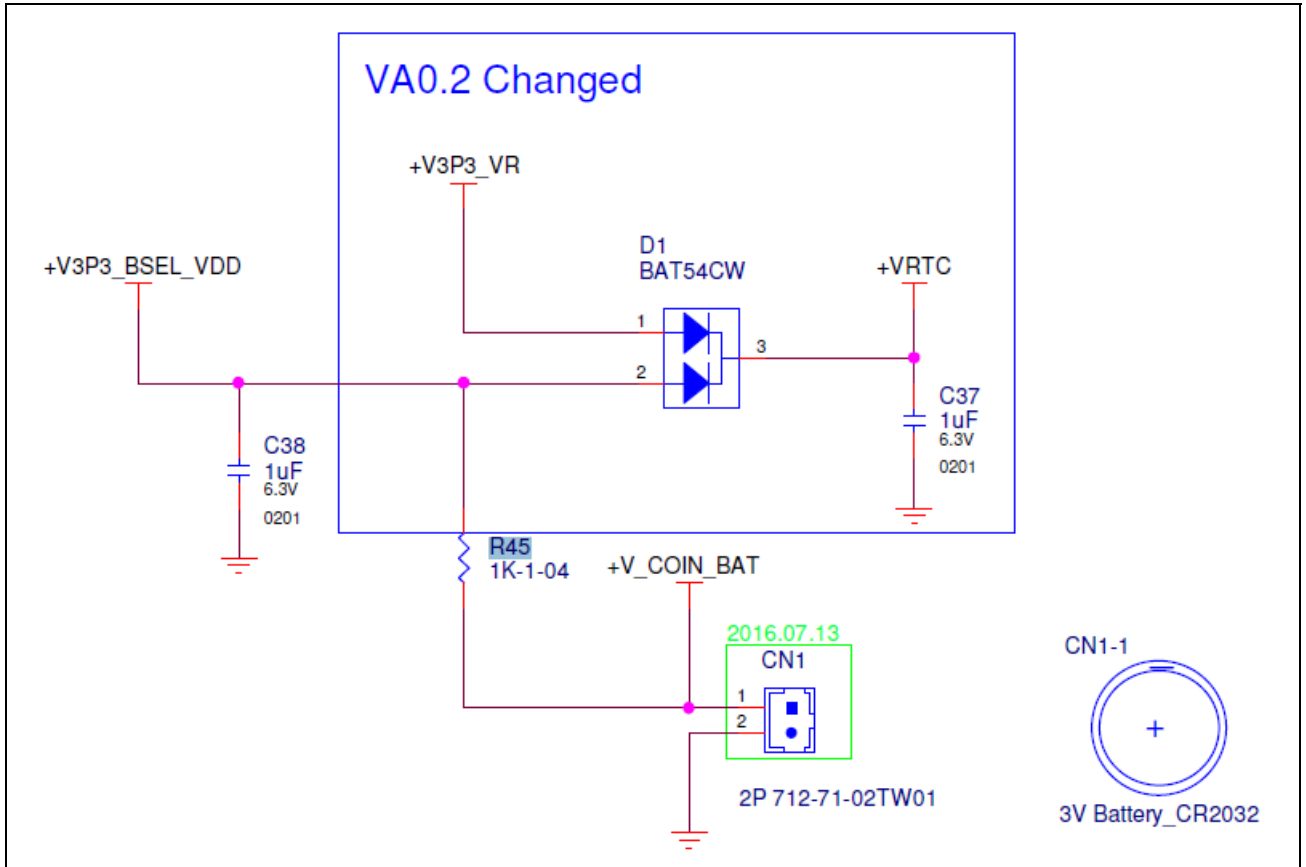 VA0.2 Changed
+V3P3_VR
+V3P3_BSEL_VDD
D1
BAT54CW
+VRTC
1
2
3
C37
1uF
6.3V
0201
C38
1uF
6.3V
0201
R45
1K-1-04
+V_COIN_BAT
2016.07.13
CN1
1
2
2P 712-71-02TW01
CN1-1
+
3V Battery_CR2032